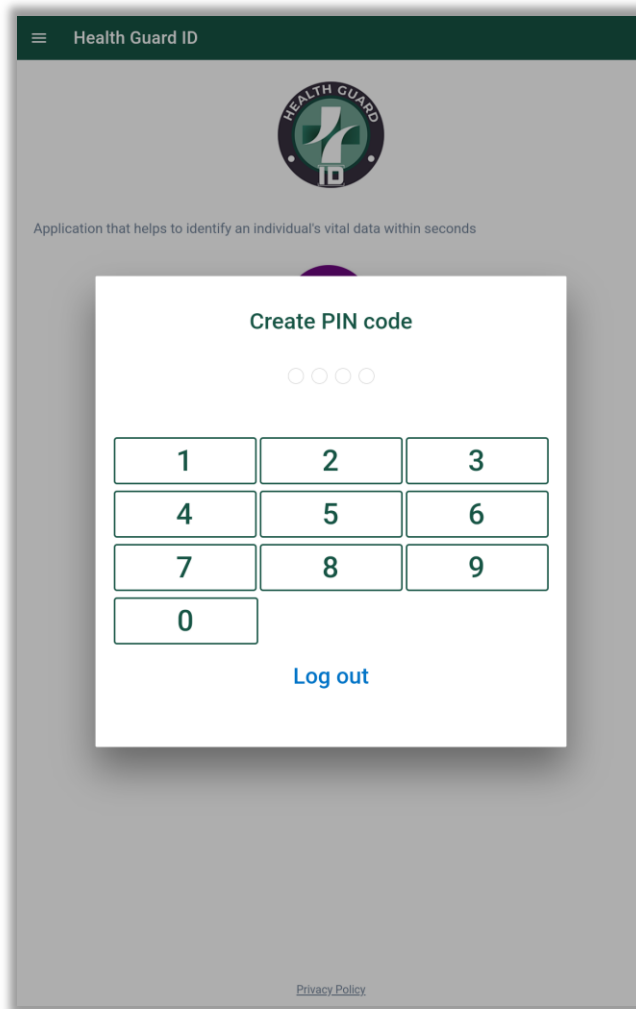 Health Guard ID
HEALTH GUARD
ID
Application that helps to identify an individual's vital data within seconds
Create PIN code
1 2 3
4 5 6
7 8 9
0
Log out
Privacy Policy